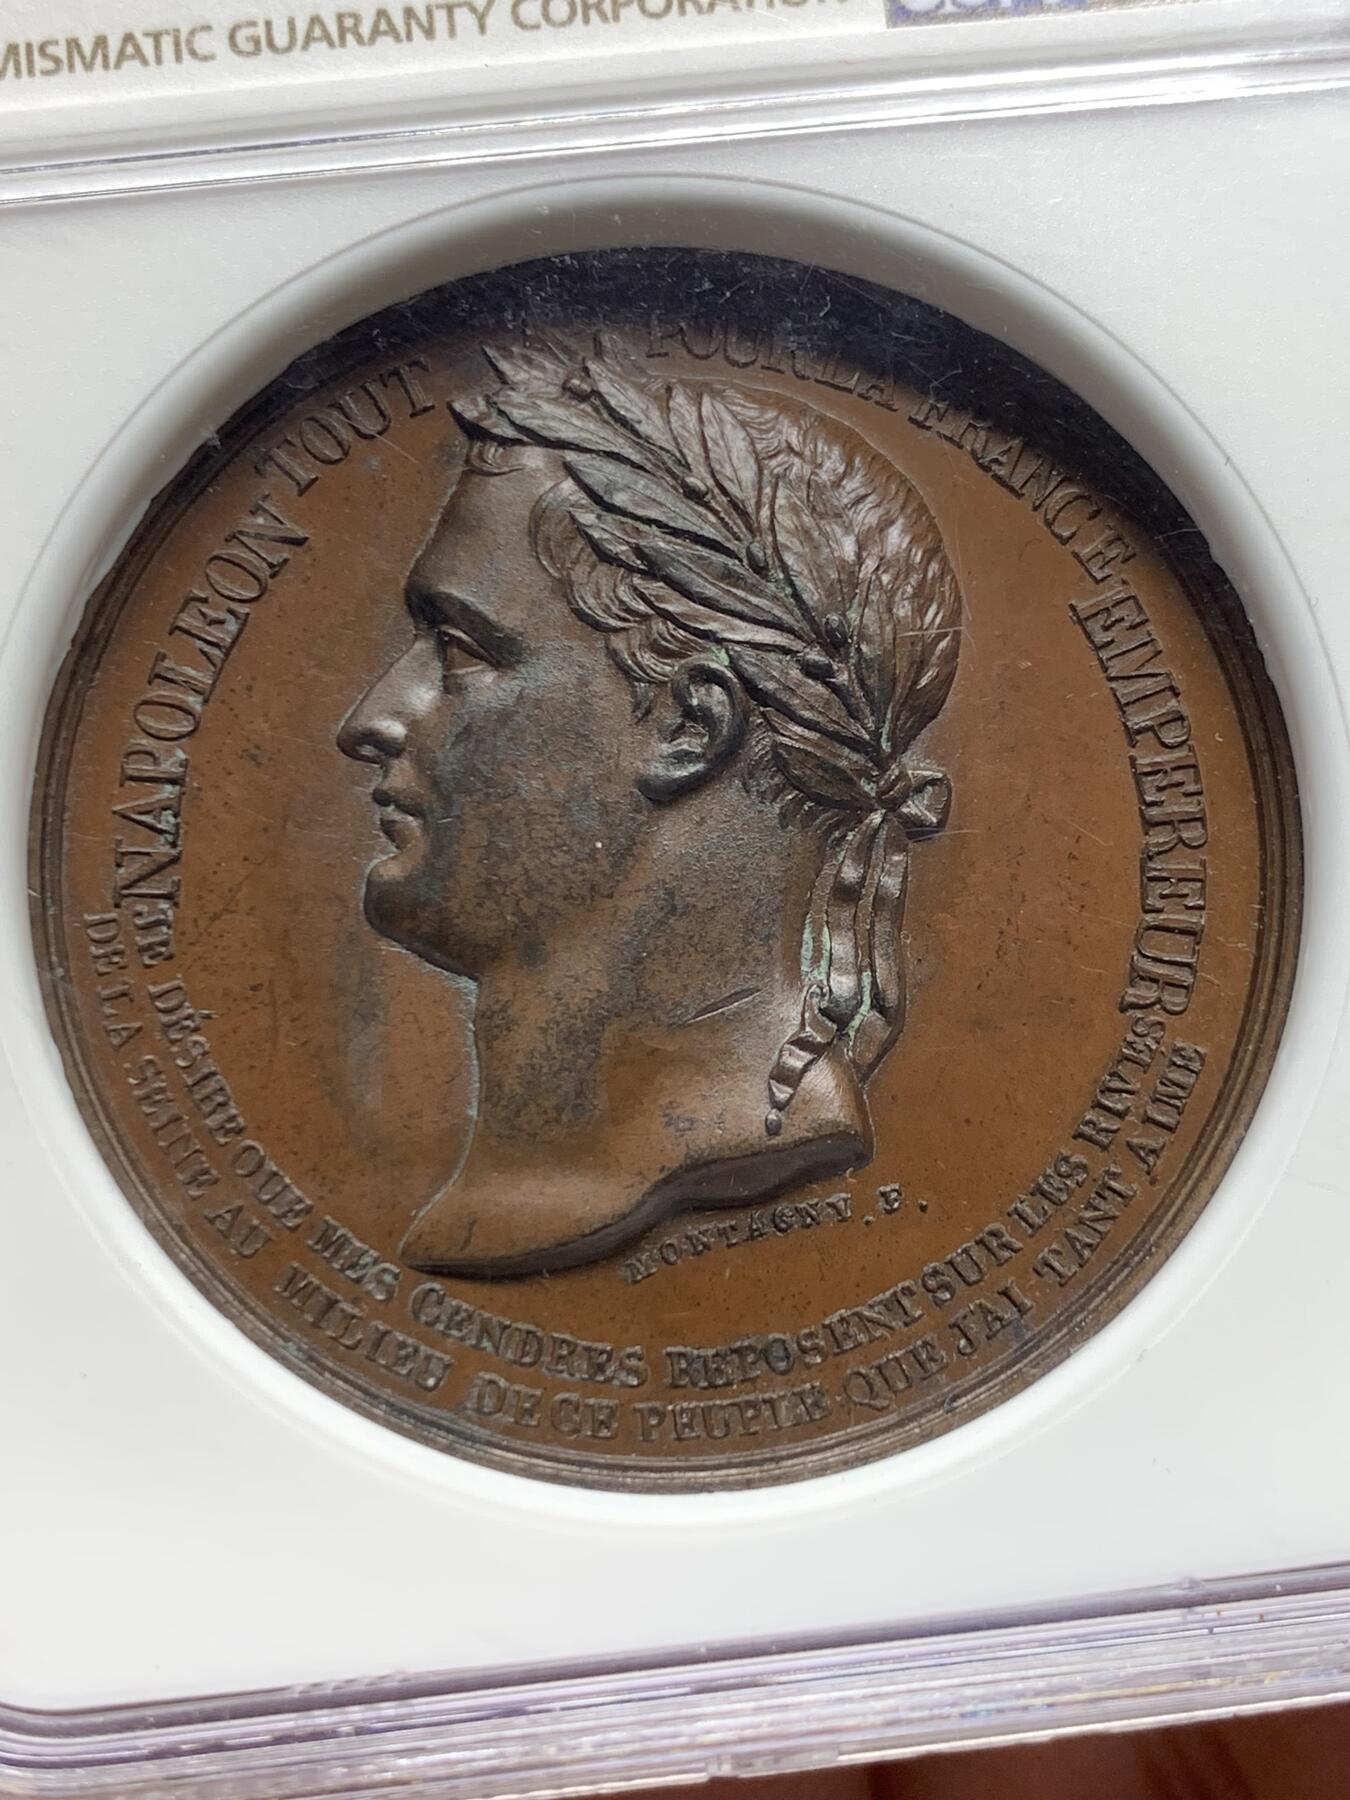 NUMISMATIC GUARANTY CORPORATION
NAPOLEON EMPEREUR
TOUT POUR LA FRANCE
JE DÉSIRE QUE MES CENDRES REPOSENT SUR LES RIVES
DE LA SEINE AU MILIEU DE CE PEUPLE QUE J'AI TANT AIMÉ
MONTAGNY . F .